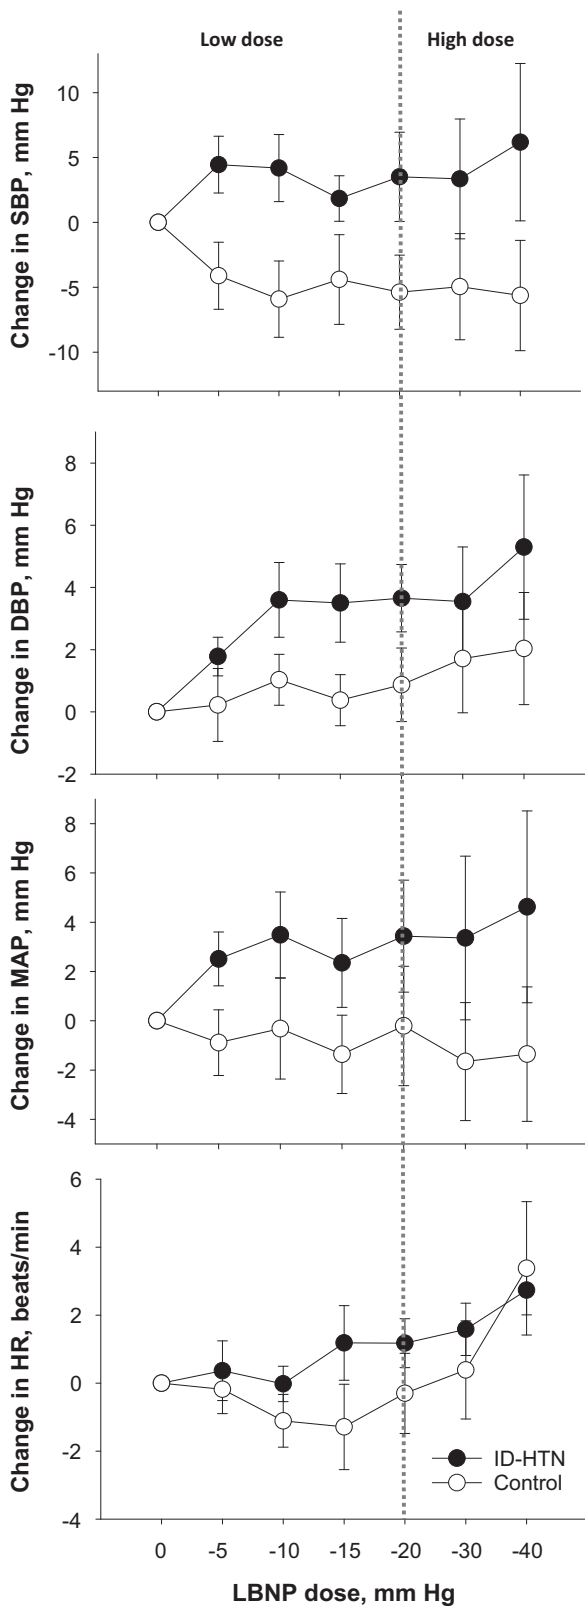 Low dose High dose
10
5
0
-5
-10
Change in SBP, mm Hg
8
6
4
2
0
-2
Change in DBP, mm Hg
8
6
4
2
0
-2
-4
Change in MAP, mm Hg
6
4
2
0
-2
-4
Change in HR, beats/min
ID-HTN
Control
0 -5 -10 -15 -20 -30 -40
LBNP dose, mm Hg